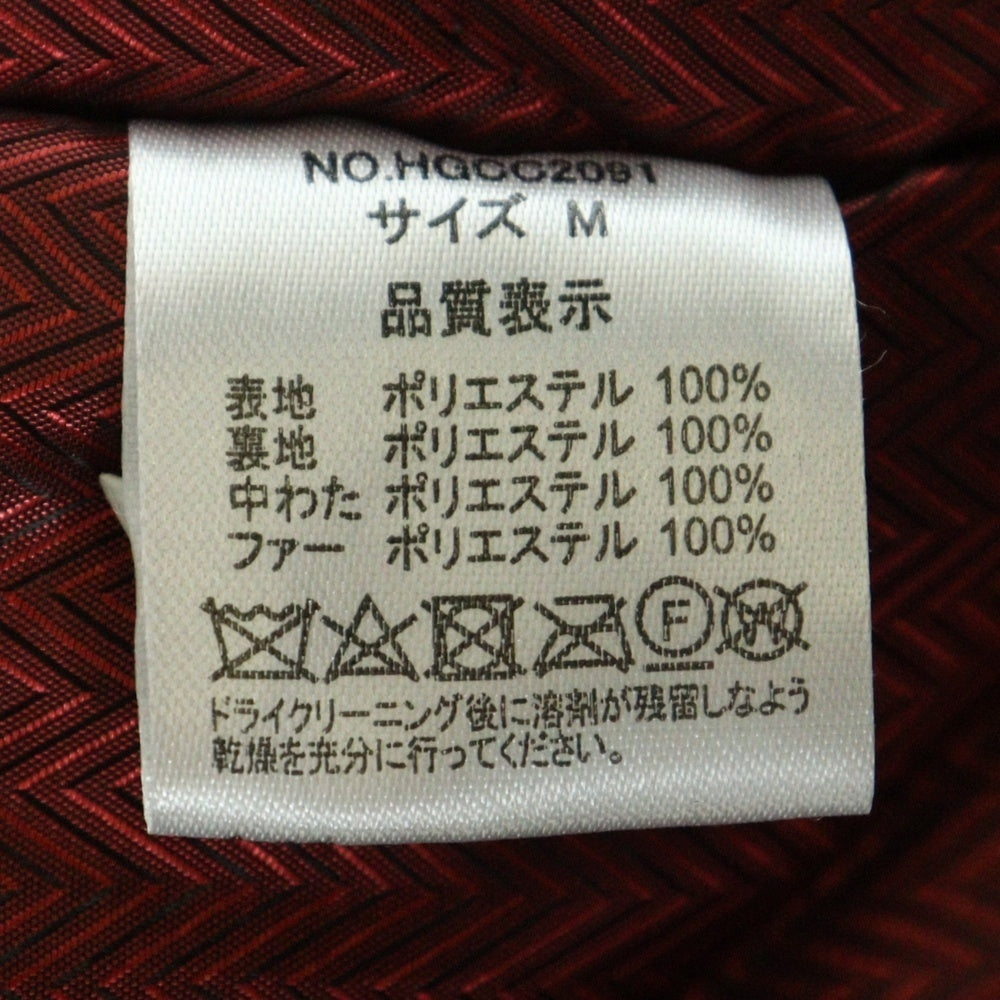 NO.HGCC2091
サイズ M
品質表示
表地 ポリエステル 100%
裏地 ポリエステル 100%
中わた ポリエステル 100%
ファー ポリエステル 100%
F W
ドライクリーニング後に溶剤が残留しなよう
乾燥を充分に行ってください。